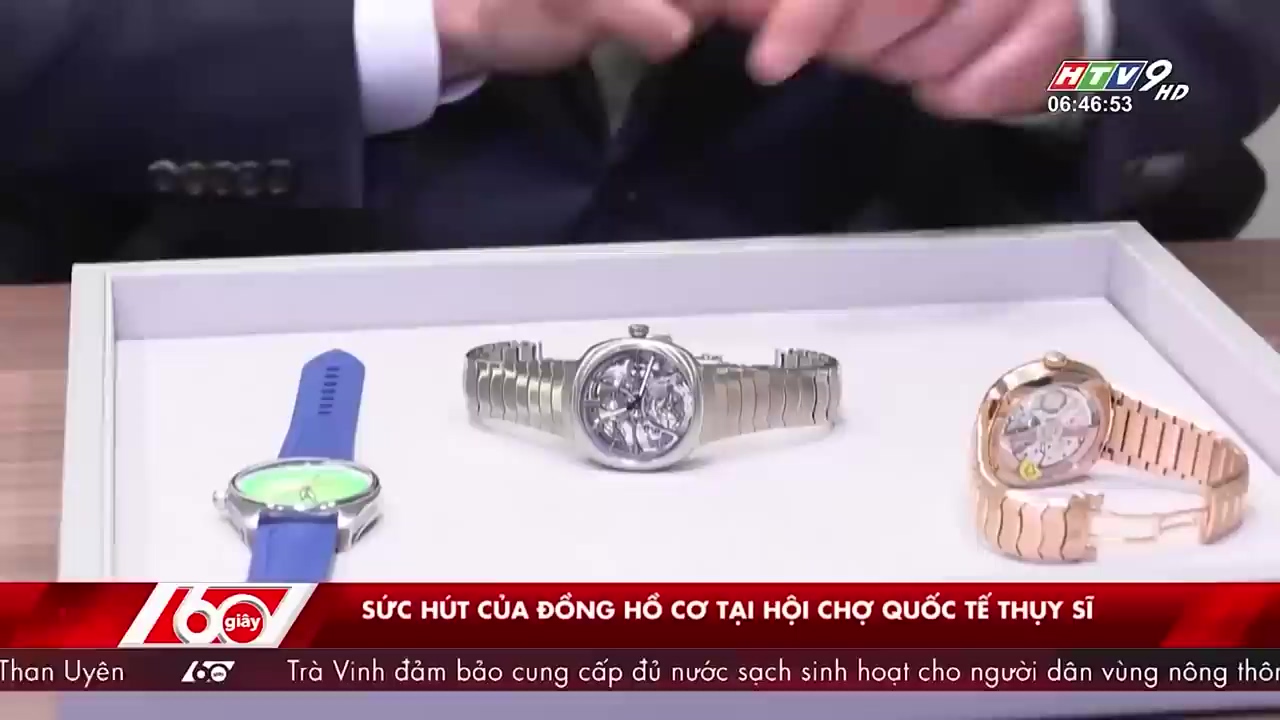 HTV9 HD
06:46:53
60 giây
SỨC HÚT CỦA ĐỒNG HỒ CƠ TẠI HỘI CHỢ QUỐC TẾ THỤY SĨ
Than Uyên 60 Trà Vinh đảm bảo cung cấp đủ nước sạch sinh hoạt cho người dân vùng nông thôn